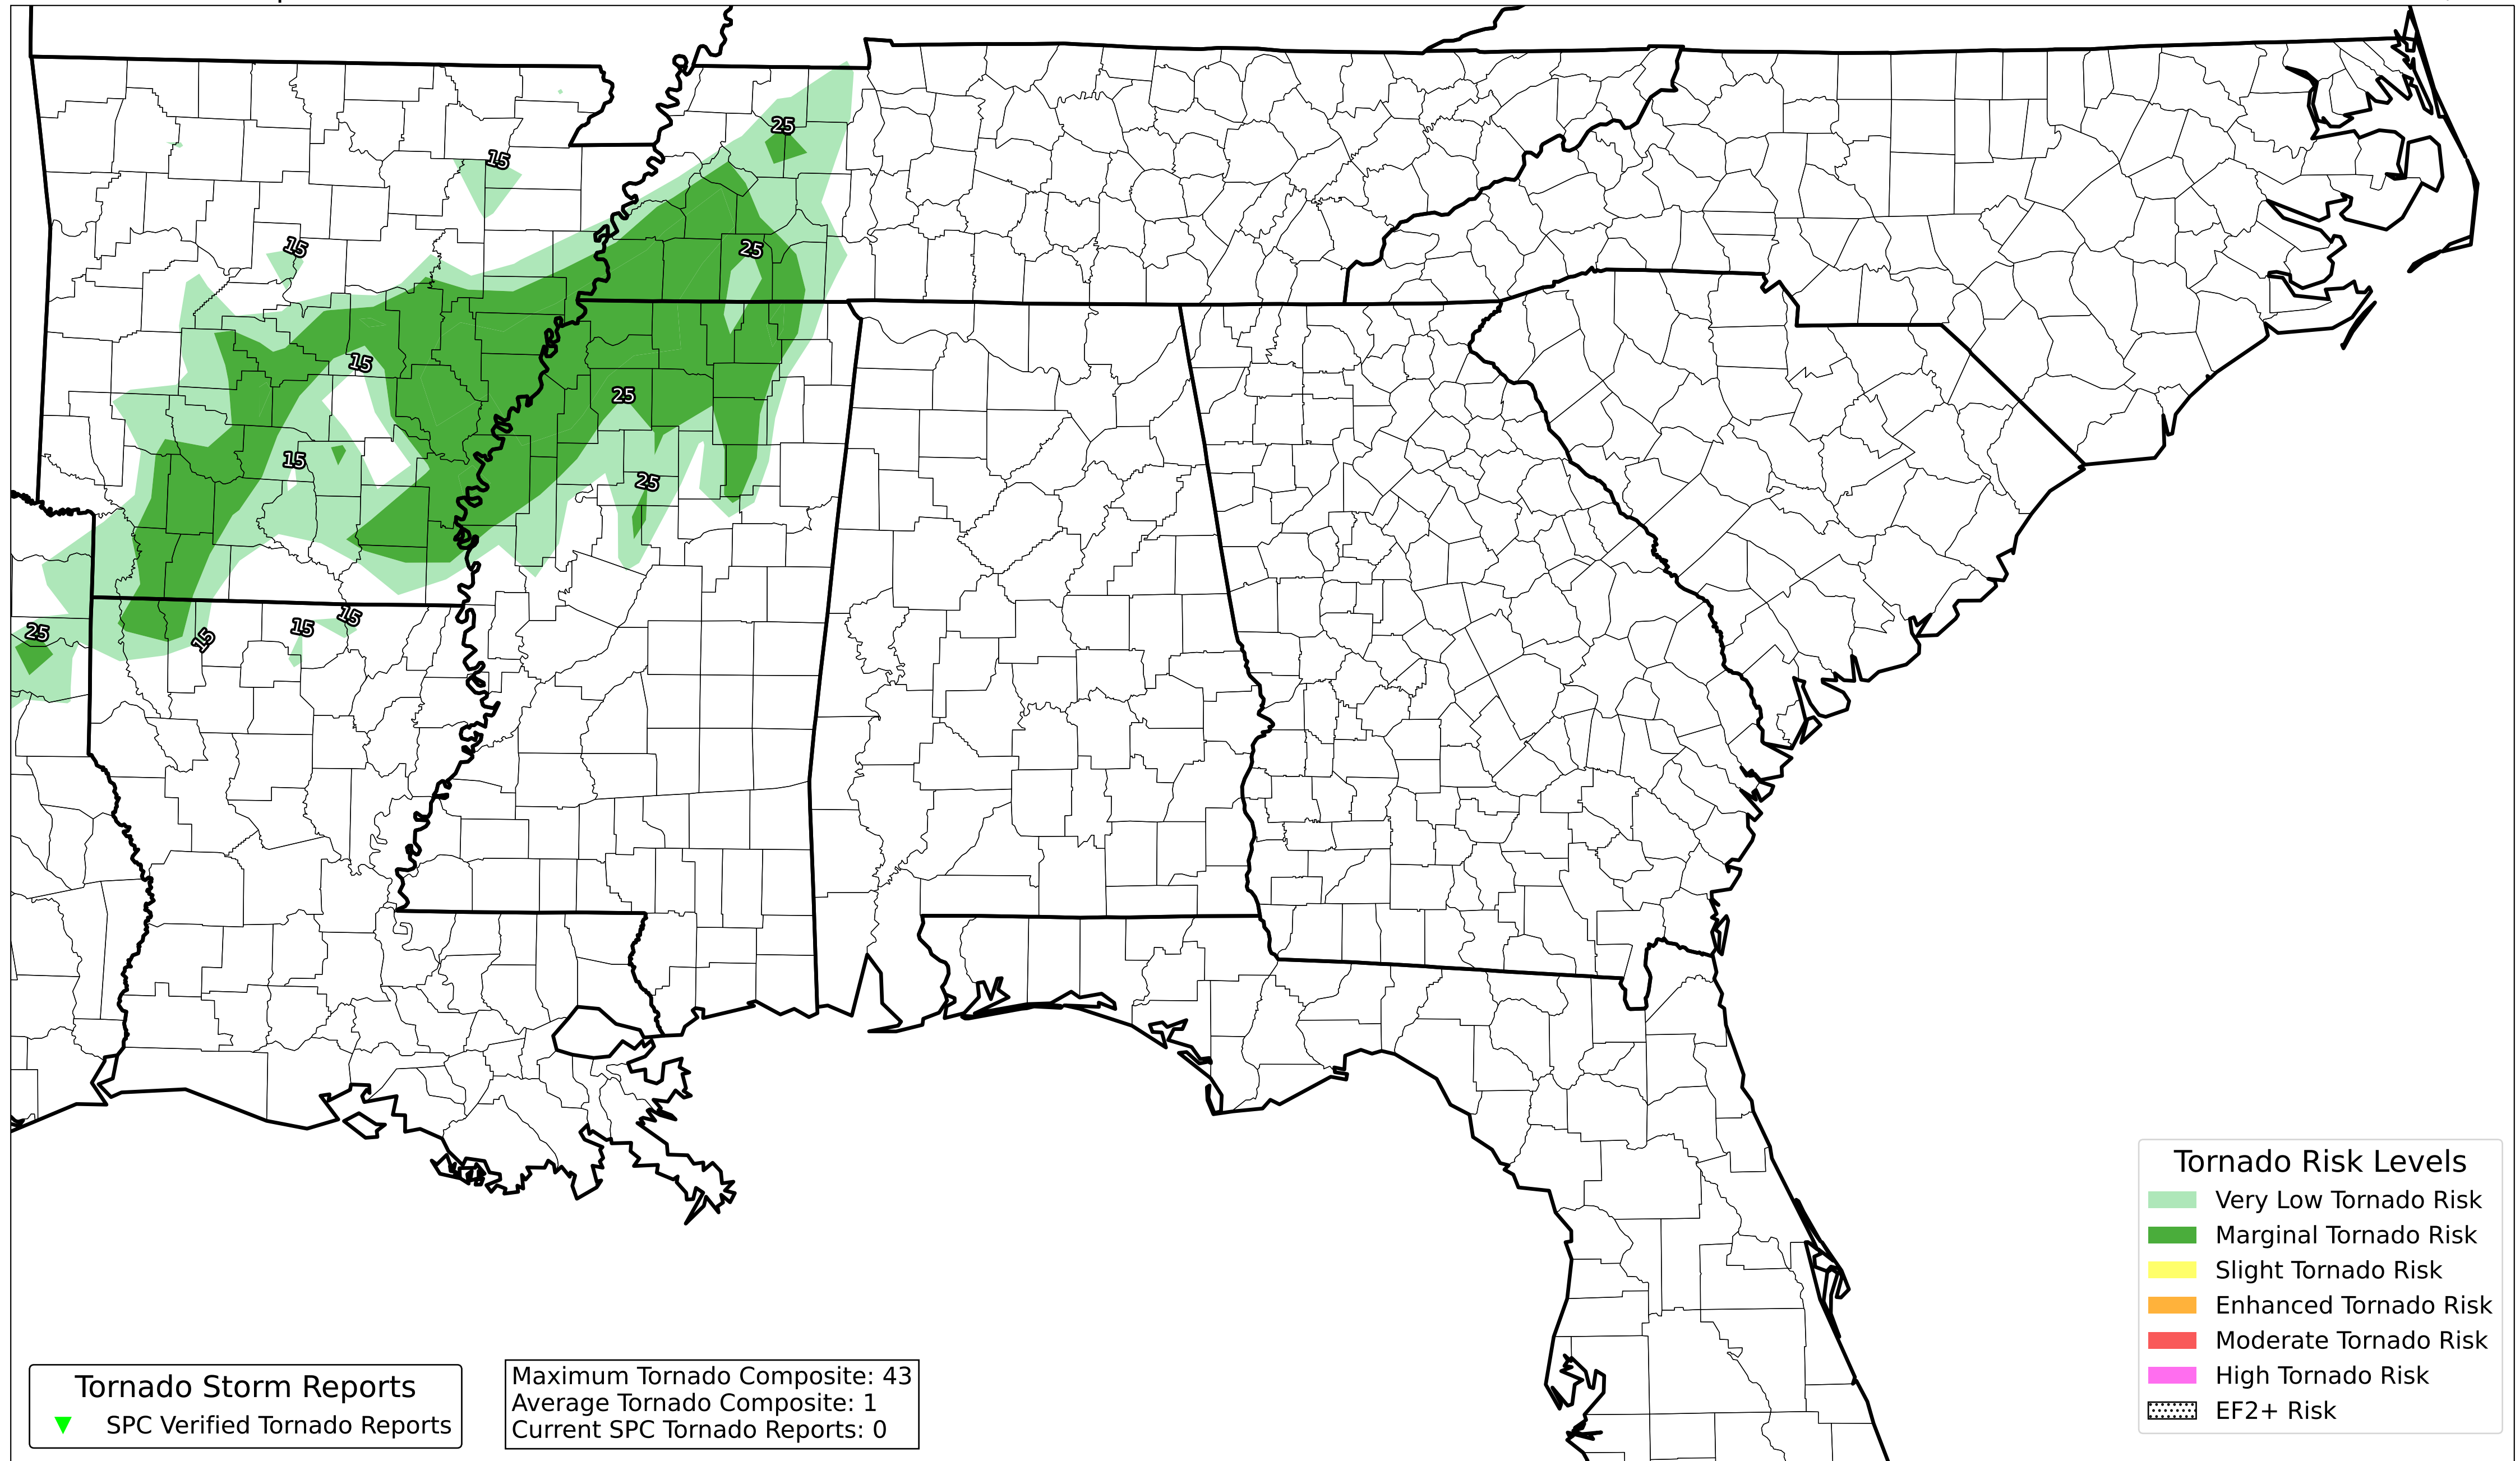 25
15
15
25
15
25
15
25
25
15
15
15
Tornado Risk Levels
Very Low Tornado Risk
Marginal Tornado Risk
Slight Tornado Risk
Enhanced Tornado Risk
Moderate Tornado Risk
High Tornado Risk
EF2+ Risk
Tornado Storm Reports
SPC Verified Tornado Reports
Maximum Tornado Composite: 43
Average Tornado Composite: 1
Current SPC Tornado Reports: 0